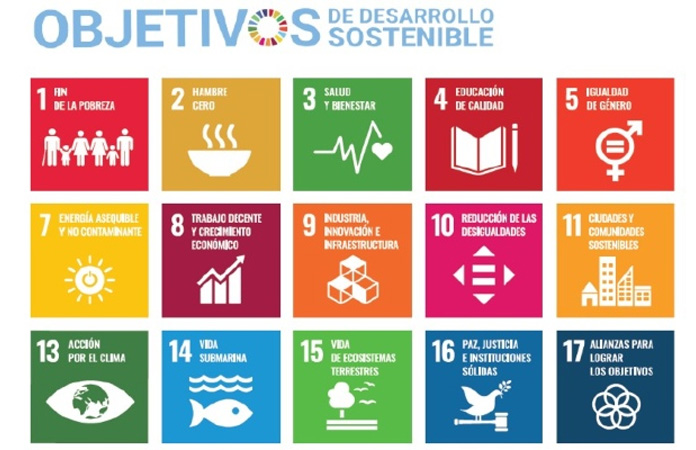 OBJETIVOS DE DESARROLLO
SOSTENIBLE
1 FIN
DE LA POBREZA
2 HAMBRE
CERO
3 SALUD
Y BIENESTAR
4 EDUCACIÓN
DE CALIDAD
5 IGUALDAD
DE GÉNERO
7 ENERGÍA ASEQUIBLE
Y NO CONTAMINANTE
8 TRABAJO DECENTE
Y CRECIMIENTO
ECONÓMICO
9 INDUSTRIA,
INNOVACIÓN E
INFRAESTRUCTURA
10 REDUCCIÓN DE LAS
DESIGUALDADES
11 CIUDADES Y
COMUNIDADES
SOSTENIBLES
13 ACCIÓN
POR EL CLIMA
14 VIDA
SUBMARINA
15 VIDA
DE ECOSISTEMAS
TERRESTRES
16 PAZ, JUSTICIA
E INSTITUCIONES
SÓLIDAS
17 ALIANZAS PARA
LOGRAR
LOS OBJETIVOS